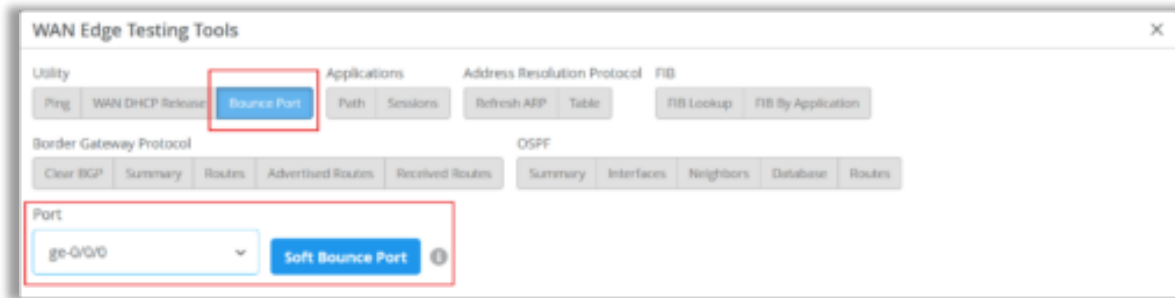 WAN Edge Testing Tools
Utility Applications Address Resolution Protocol FIB
Ping WAN DHCP Release Bounce Port Path Sessions Refresh ARP Table FIB Lookup FIB By Application
Border Gateway Protocol OSPF
Clear BGP Summary Routes Advertised Routes Received Routes Summary Interfaces Neighbors Database Routes
Port
ge-0/0/0 Soft Bounce Port